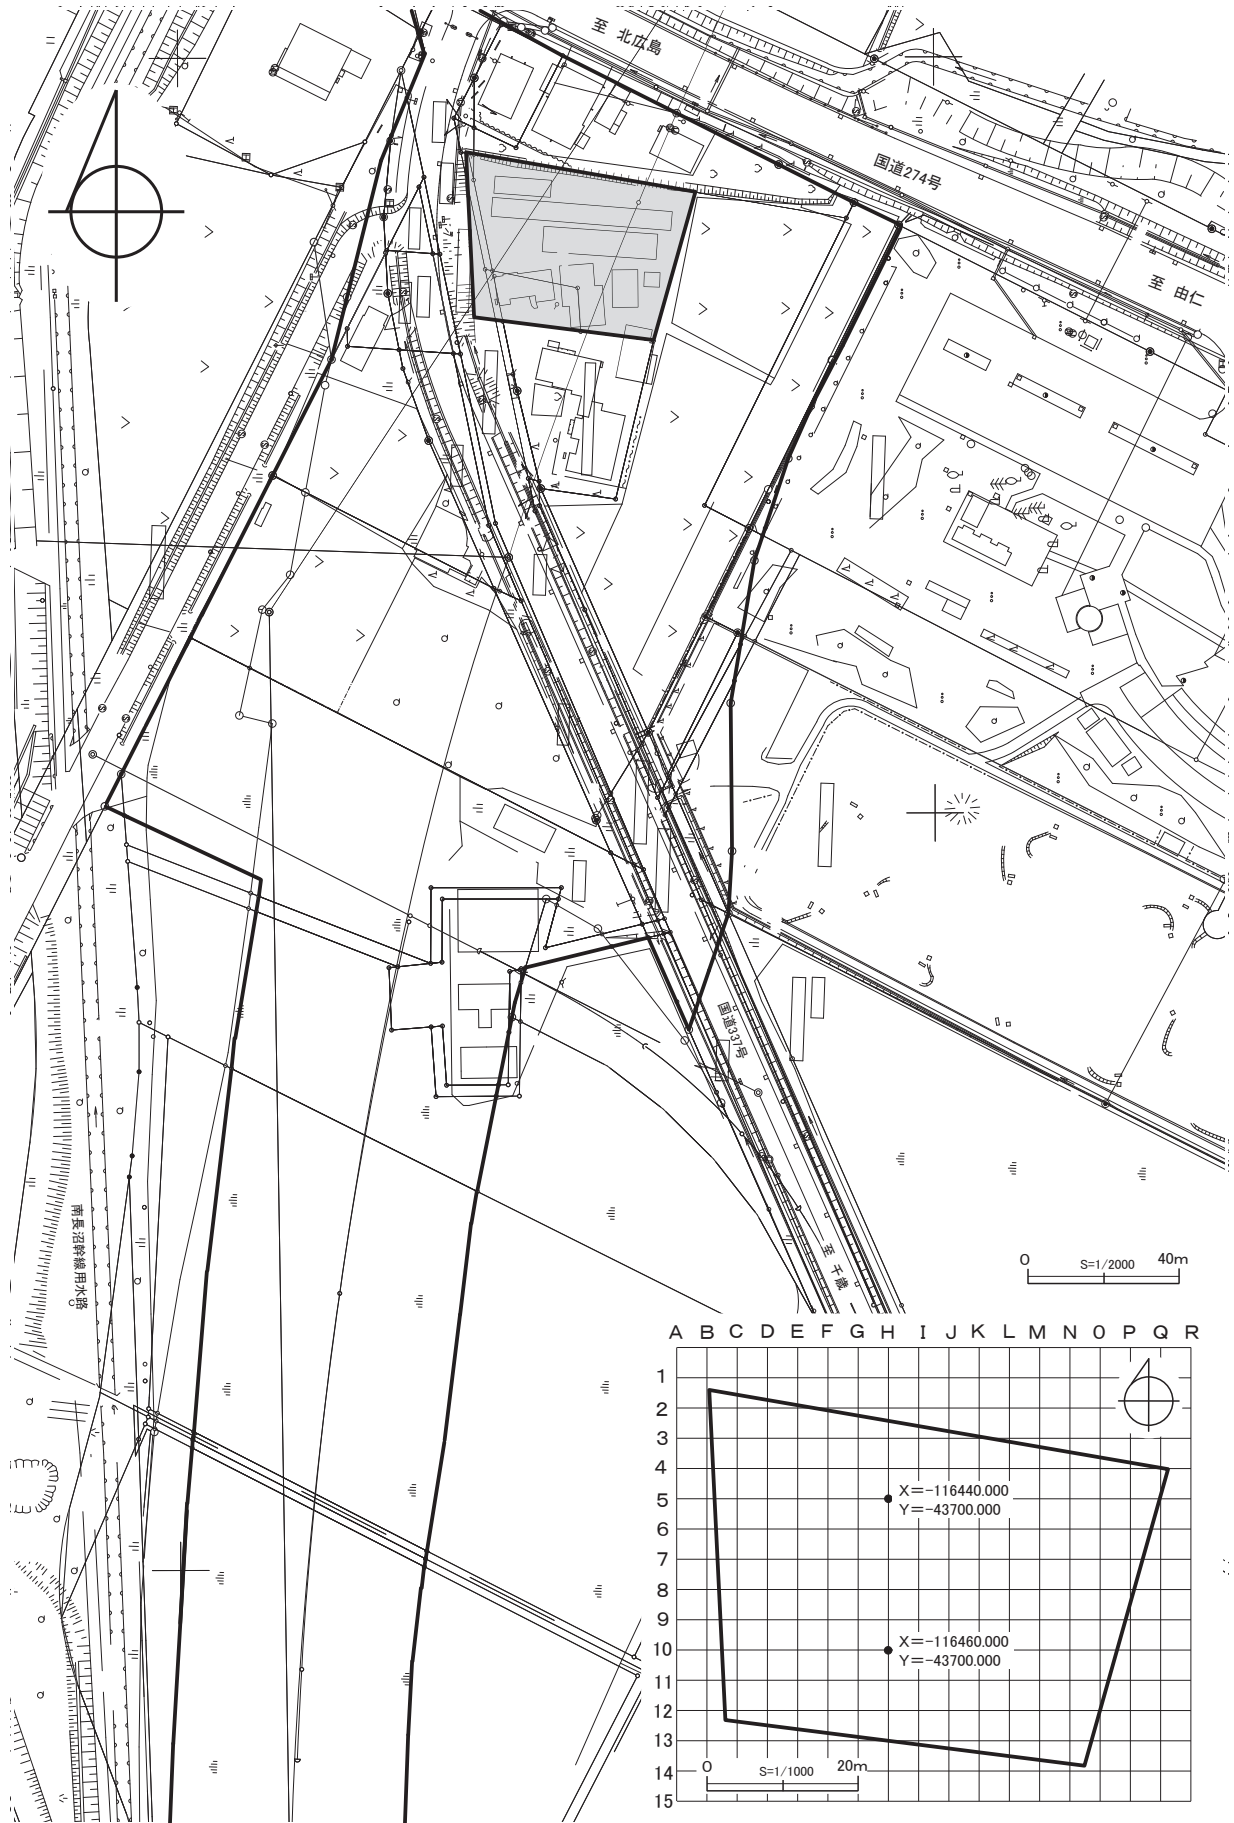 至 北広島
国道274号
至 由仁
国道337号
至 千歳
南長沼幹線用水路
0 S=1/2000 40m
A B C D E F G H I J K L M N O P Q R
1
2
3
4
X=-116440.000
5
Y=-43700.000
6
7
8
9
X=-116460.000
10
Y=-43700.000
11
12
13
0 S=1/1000 20m
14
15